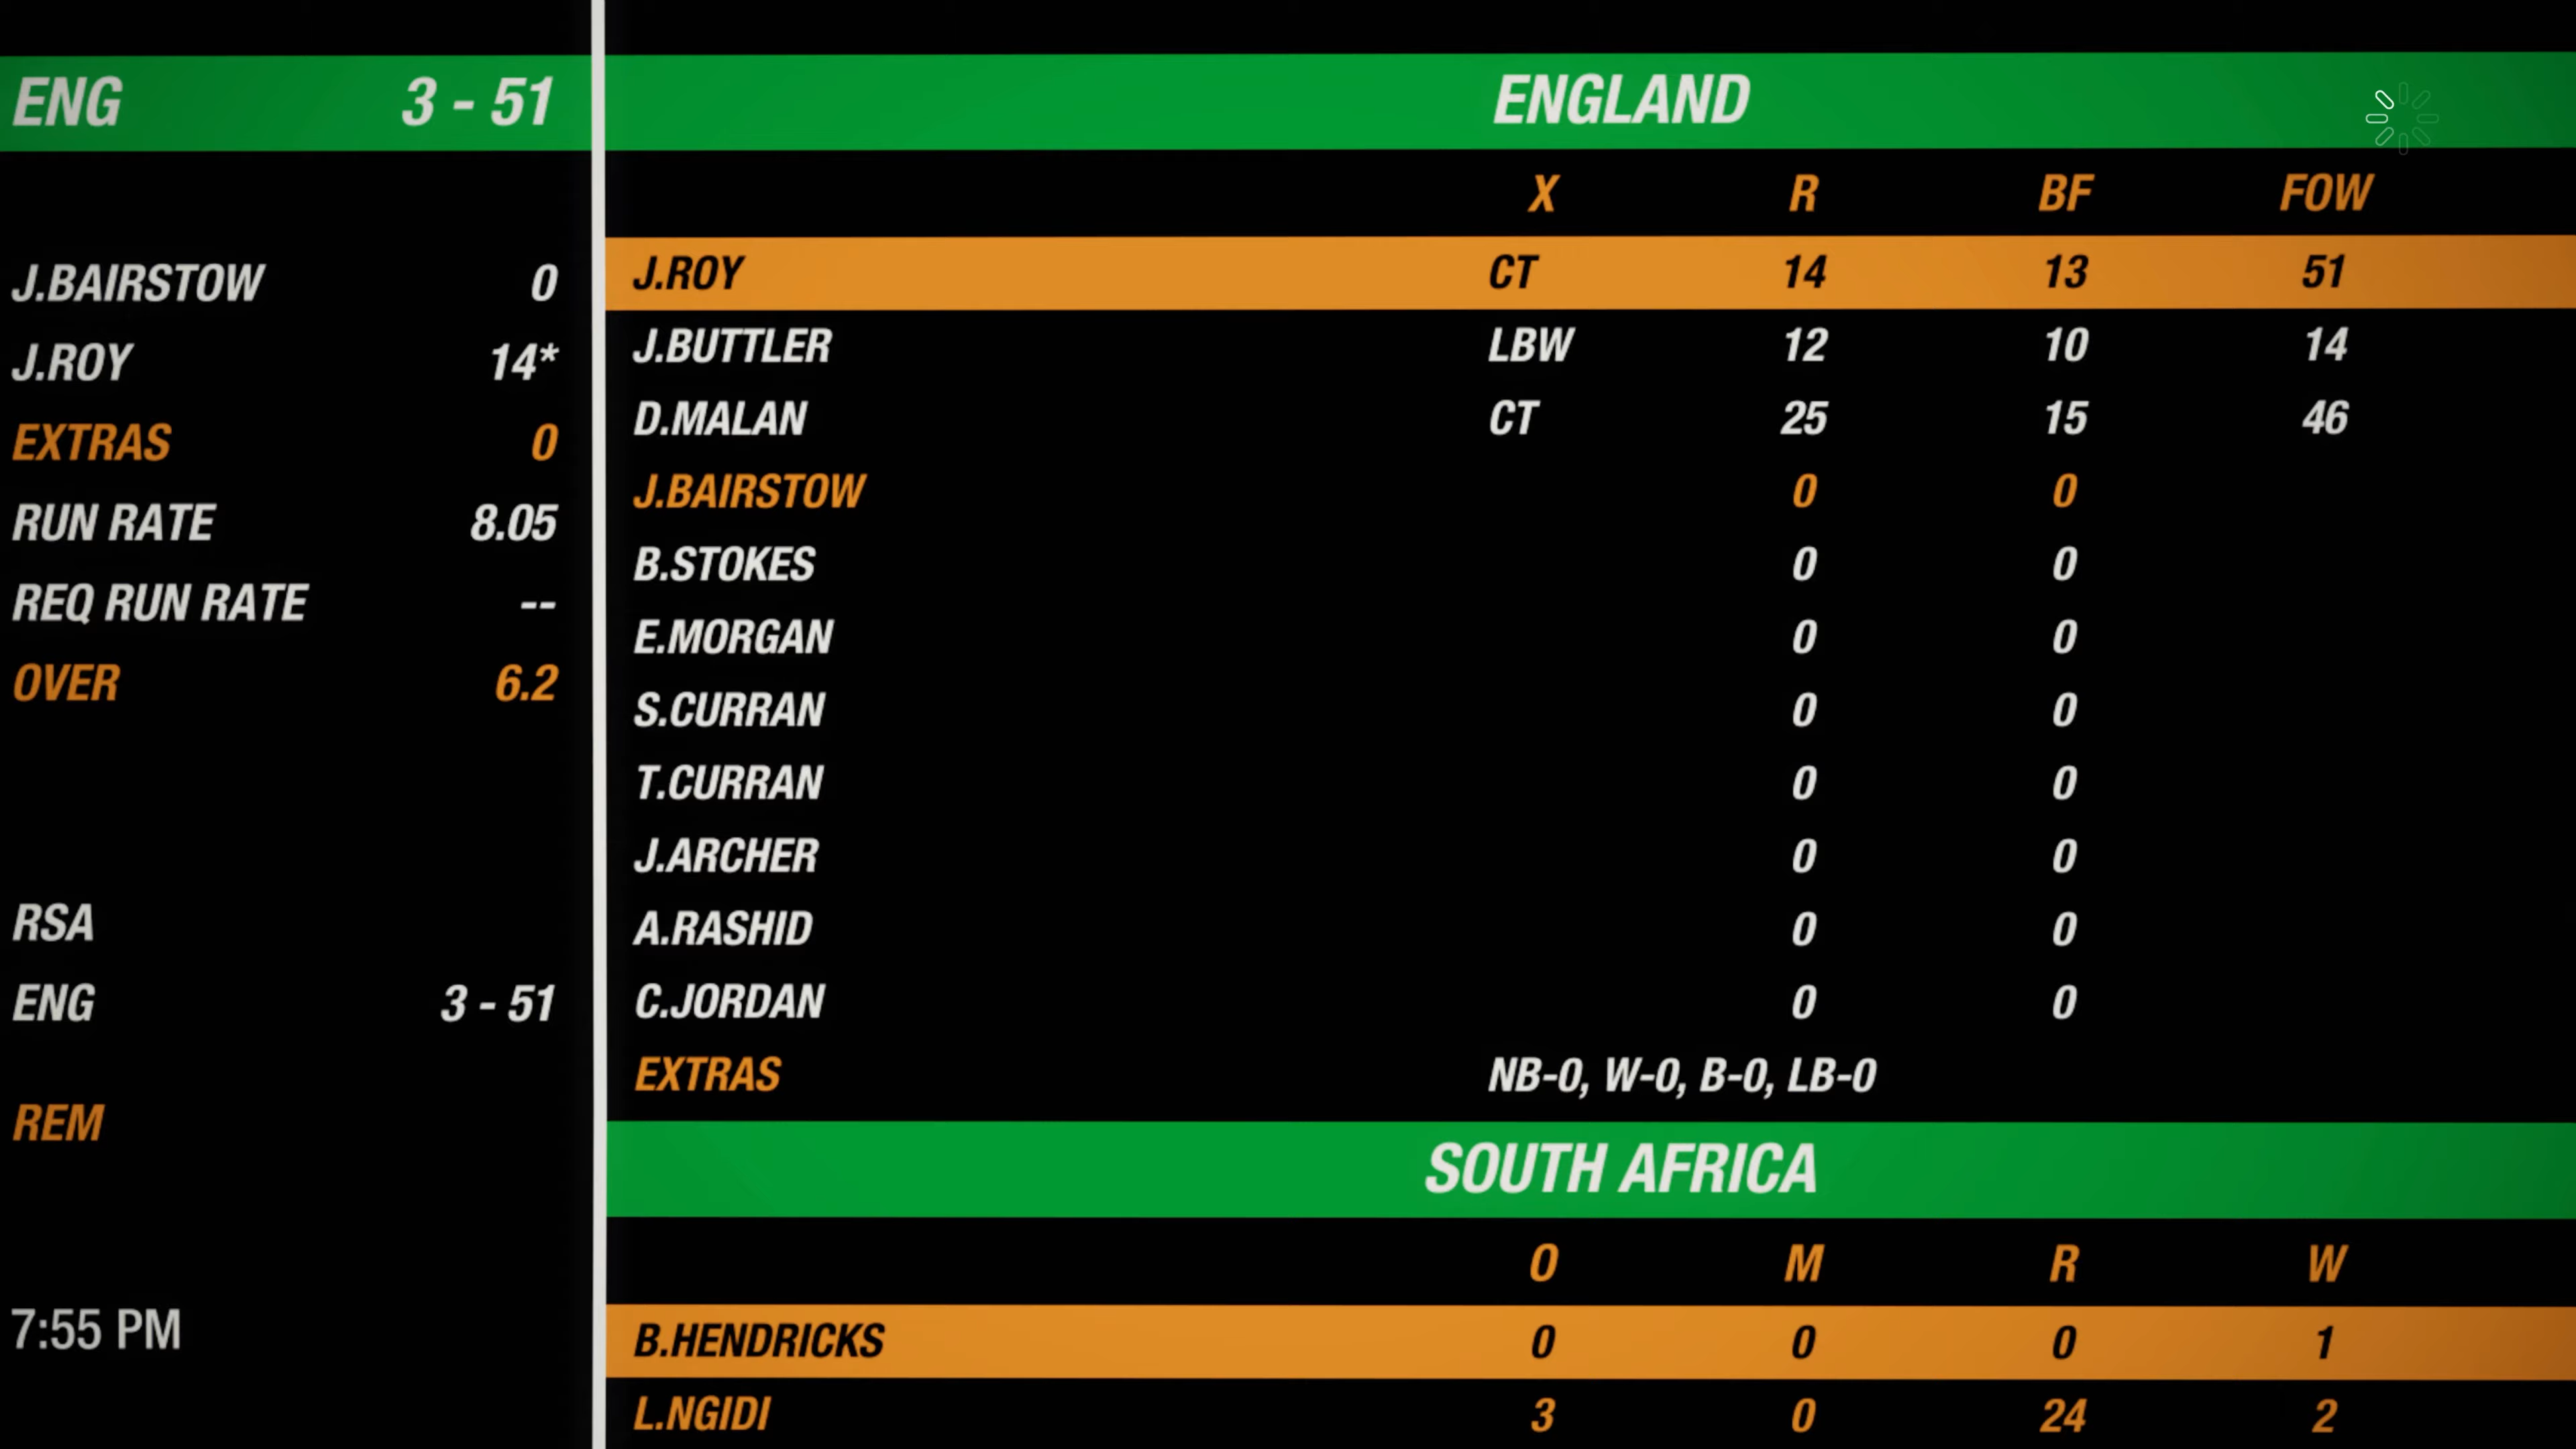 ENG 3 - 51
J.BAIRSTOW 0
J.ROY 14*
EXTRAS 0
RUN RATE 8.05
REQ RUN RATE --
OVER 6.2
RSA
ENG 3 - 51
REM
7:55 PM
ENGLAND
X R BF FOW
J.ROY CT 14 13 51
J.BUTTLER LBW 12 10 14
D.MALAN CT 25 15 46
J.BAIRSTOW 0 0
B.STOKES 0 0
E.MORGAN 0 0
S.CURRAN 0 0
T.CURRAN 0 0
J.ARCHER 0 0
A.RASHID 0 0
C.JORDAN 0 0
EXTRAS NB-0, W-0, B-0, LB-0
SOUTH AFRICA
O M R W
B.HENDRICKS 0 0 0 1
L.NGIDI 3 0 24 2